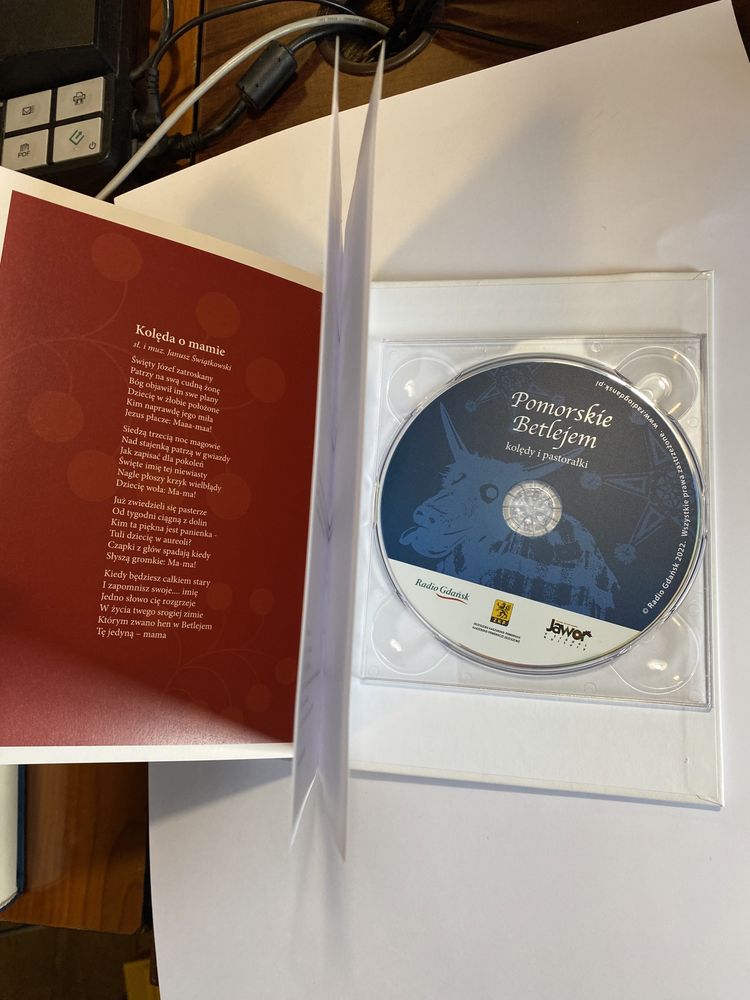 PDF
Kolęda o mamie
sł. i muz. Janusz Świątkowski
Święty Józef zatroskany
Patrzy na swą cudną żonę
Bóg objawił im swe plany
Dziecię w żłobie położone
Kim naprawdę jego miła
Jezus płacze: Maaa-maa!
Siedzą trzecią noc magowie
Nad stajenką patrzą w gwiazdy
Jak zapisać dla pokoleń
Święte imię tej niewiasty
Nagle płoszy krzyk wielbłądy
Dziecię woła: Ma-ma!
Już zwiedzieli się pasterze
Od tygodni ciągną z dolin
Kim ta piękna jest panienka -
Tuli dziecię w aureoli?
Czapki z głów spadają kiedy
Słyszą gromkie: Ma-ma!
Kiedy będziesz całkiem stary
I zapomnisz swoje.... imię
Jedno słowo cię rozgrzeje
W życia twego srogiej zimie
Którym zwano hen w Betlejem
Tę jedyną – mama
Pomorskie
Betlejem
kolędy i pastorałki
© Radio Gdańsk 2022. Wszystkie prawa zastrzeżone. www.radiogdansk.pl
Radio Gdańsk
ZKP
Jawor